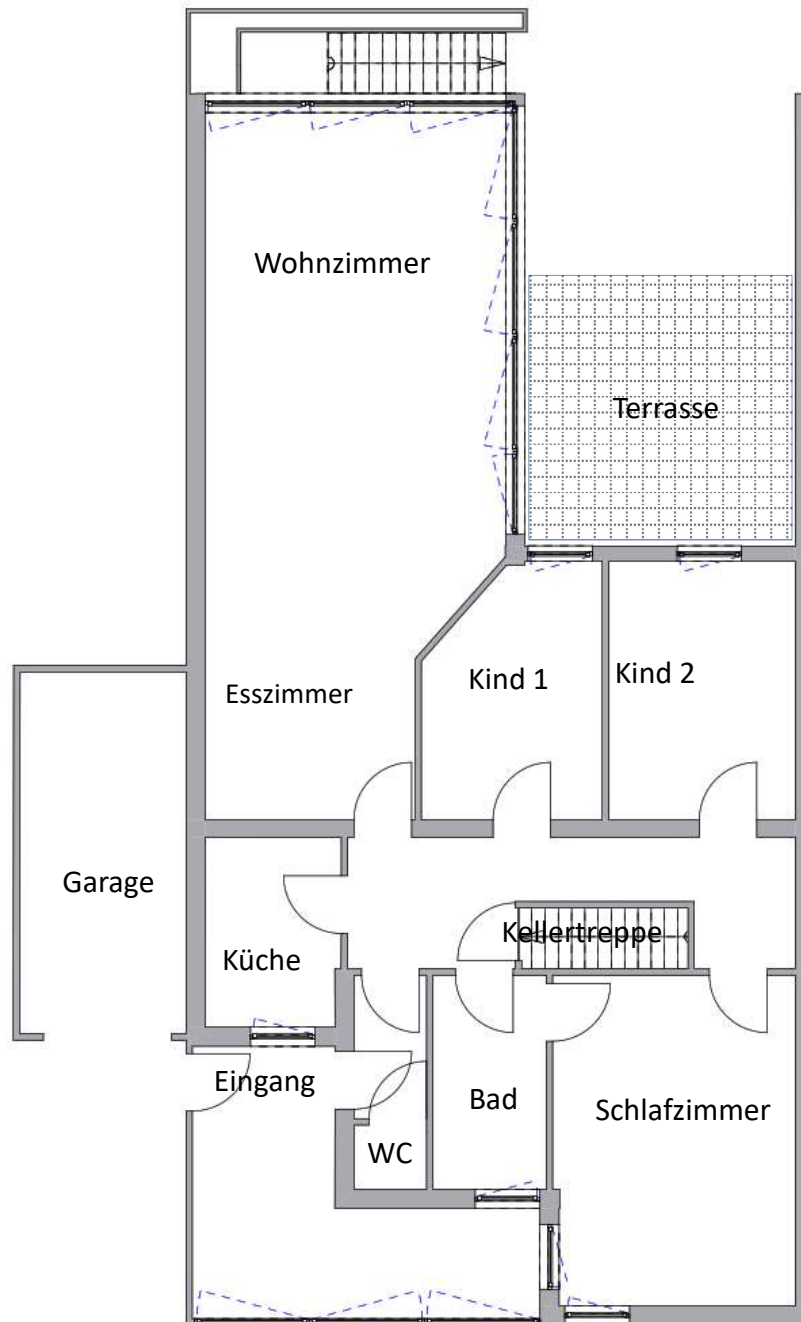 Wohnzimmer
Terrasse
Esszimmer
Kind 1
Kind 2
Garage
Küche
Kellertreppe
Eingang
WC
Bad
Schlafzimmer